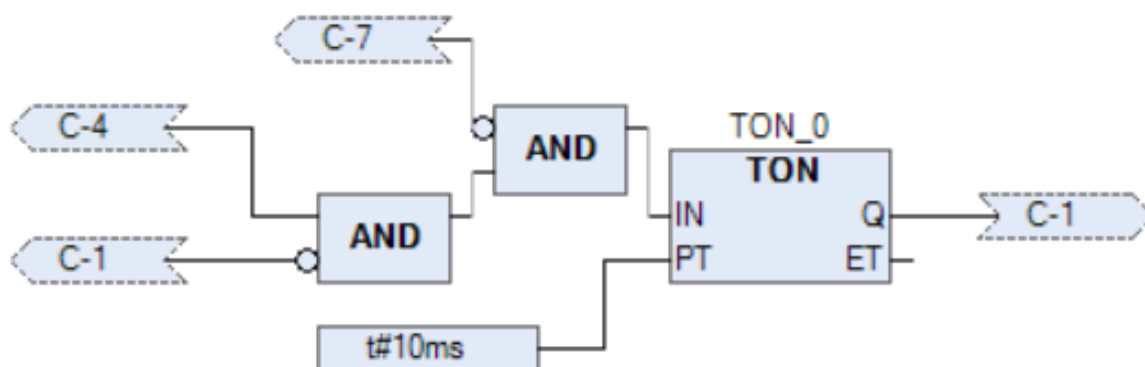 C-7
C-4
AND
TON_0
TON
AND
IN
Q
C-1
C-1
PT
ET
t#10ms